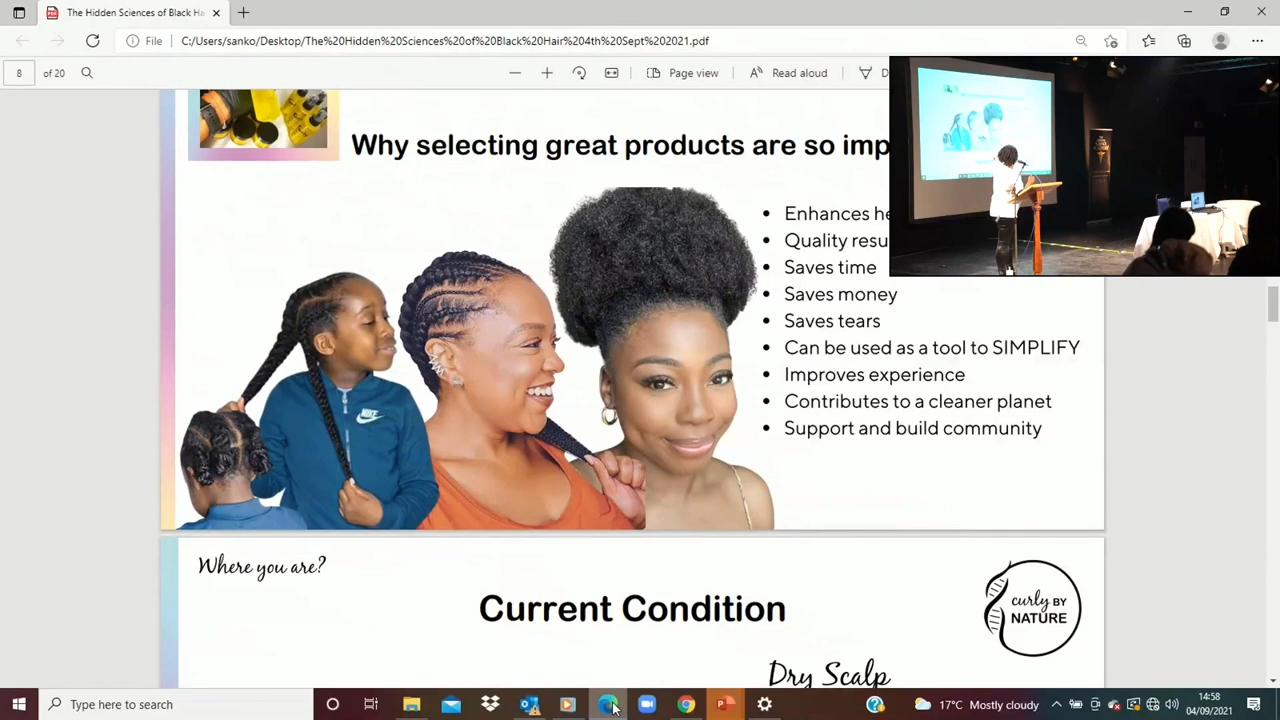 The Hidden Sciences of Black Ha
File
C:/Users/sanko/Desktop/The%20Hidden%20Sciences%20of%20Black%20Hair%204th%20Sept%202021.pdf
8 of 20
Page view
Read aloud
D
Why selecting great products are so imp
Enhances he
Quality resu
Saves time
Saves money
Saves tears
Can be used as a tool to SIMPLIFY
Improves experience
Contributes to a cleaner planet
Support and build community
NIKE
Where you are?
Current Condition
curly BY
NATURE
Dry Scalp
Type here to search
17°C Mostly cloudy
14:58
04/09/2021